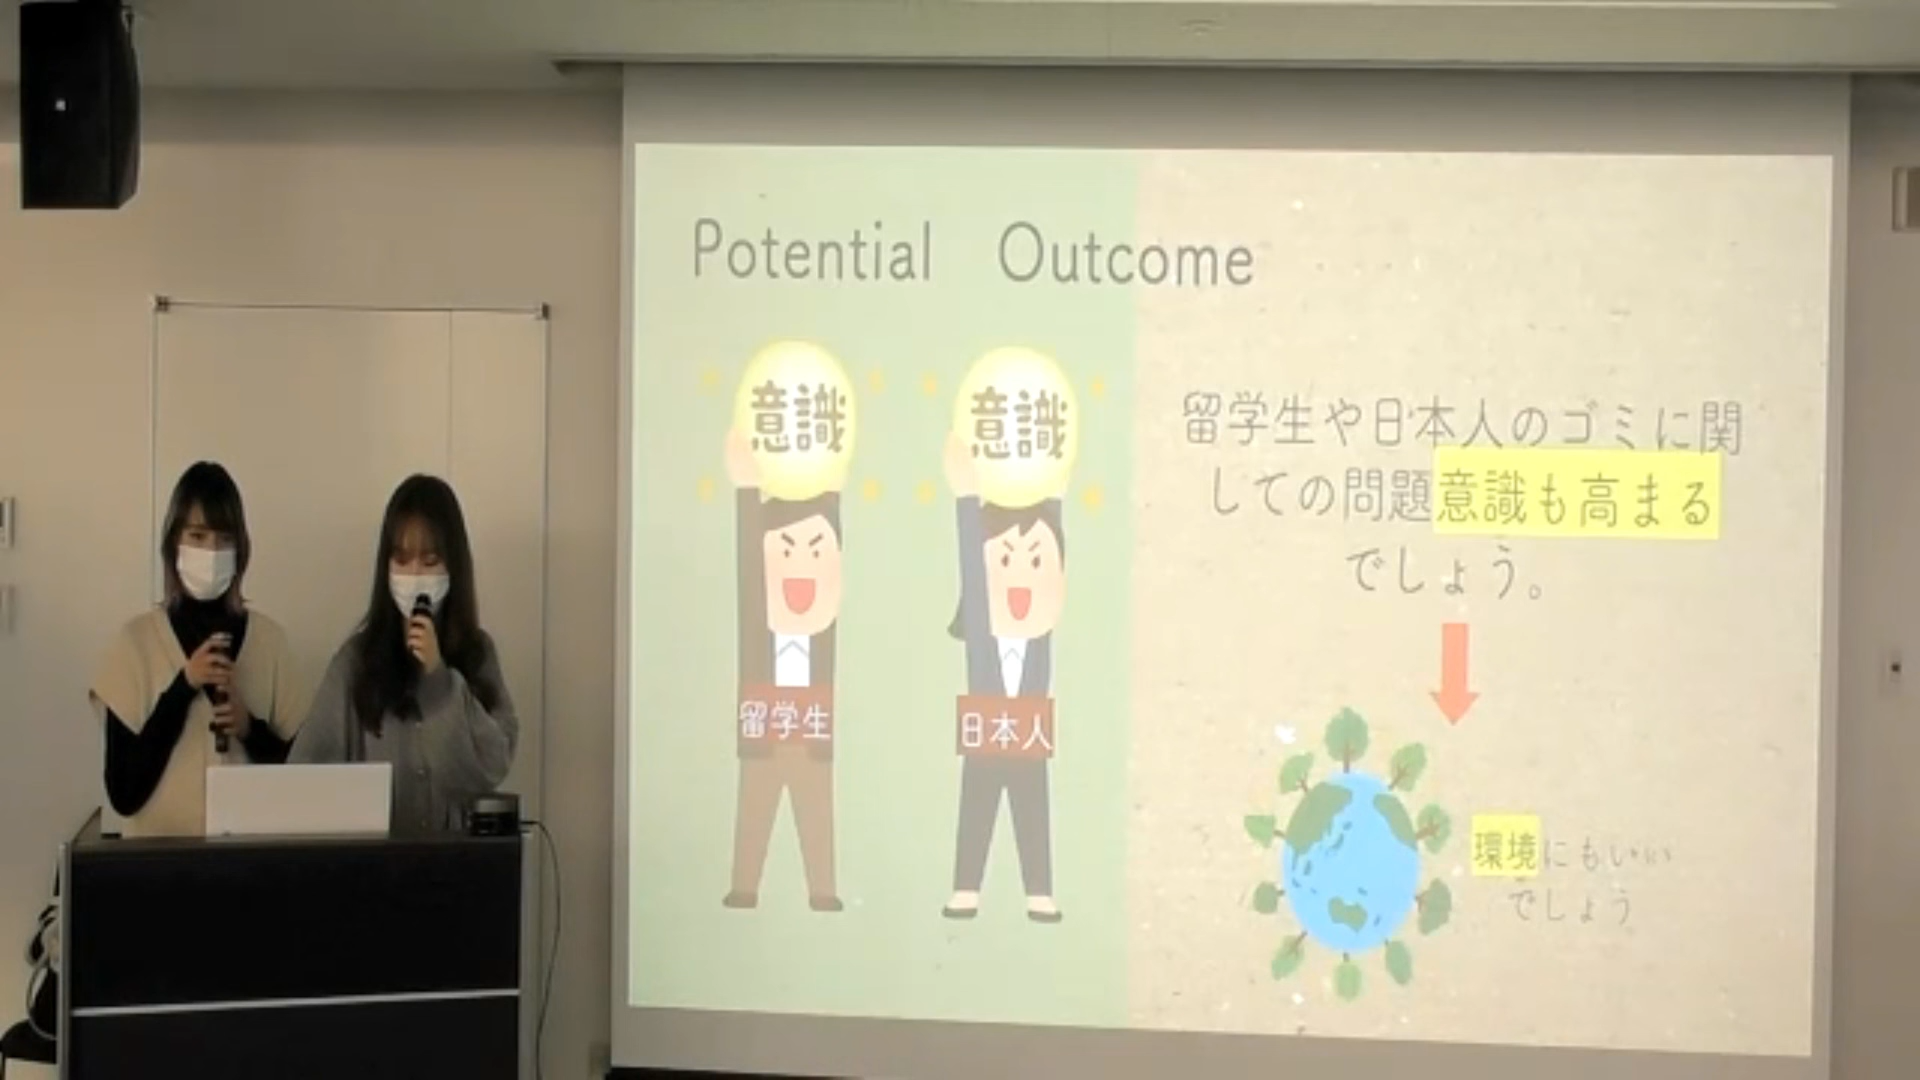 Potential Outcome
意識
意識
留学生
日本人
留学生や日本人のゴミに関
しての問題意識も高まる
でしょう。
環境にもいい
でしょう